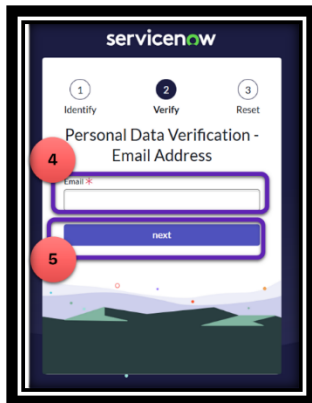 servicenow
1 2 3
Identify Verify Reset
Personal Data Verification -
Email Address
4
Email *
next
5